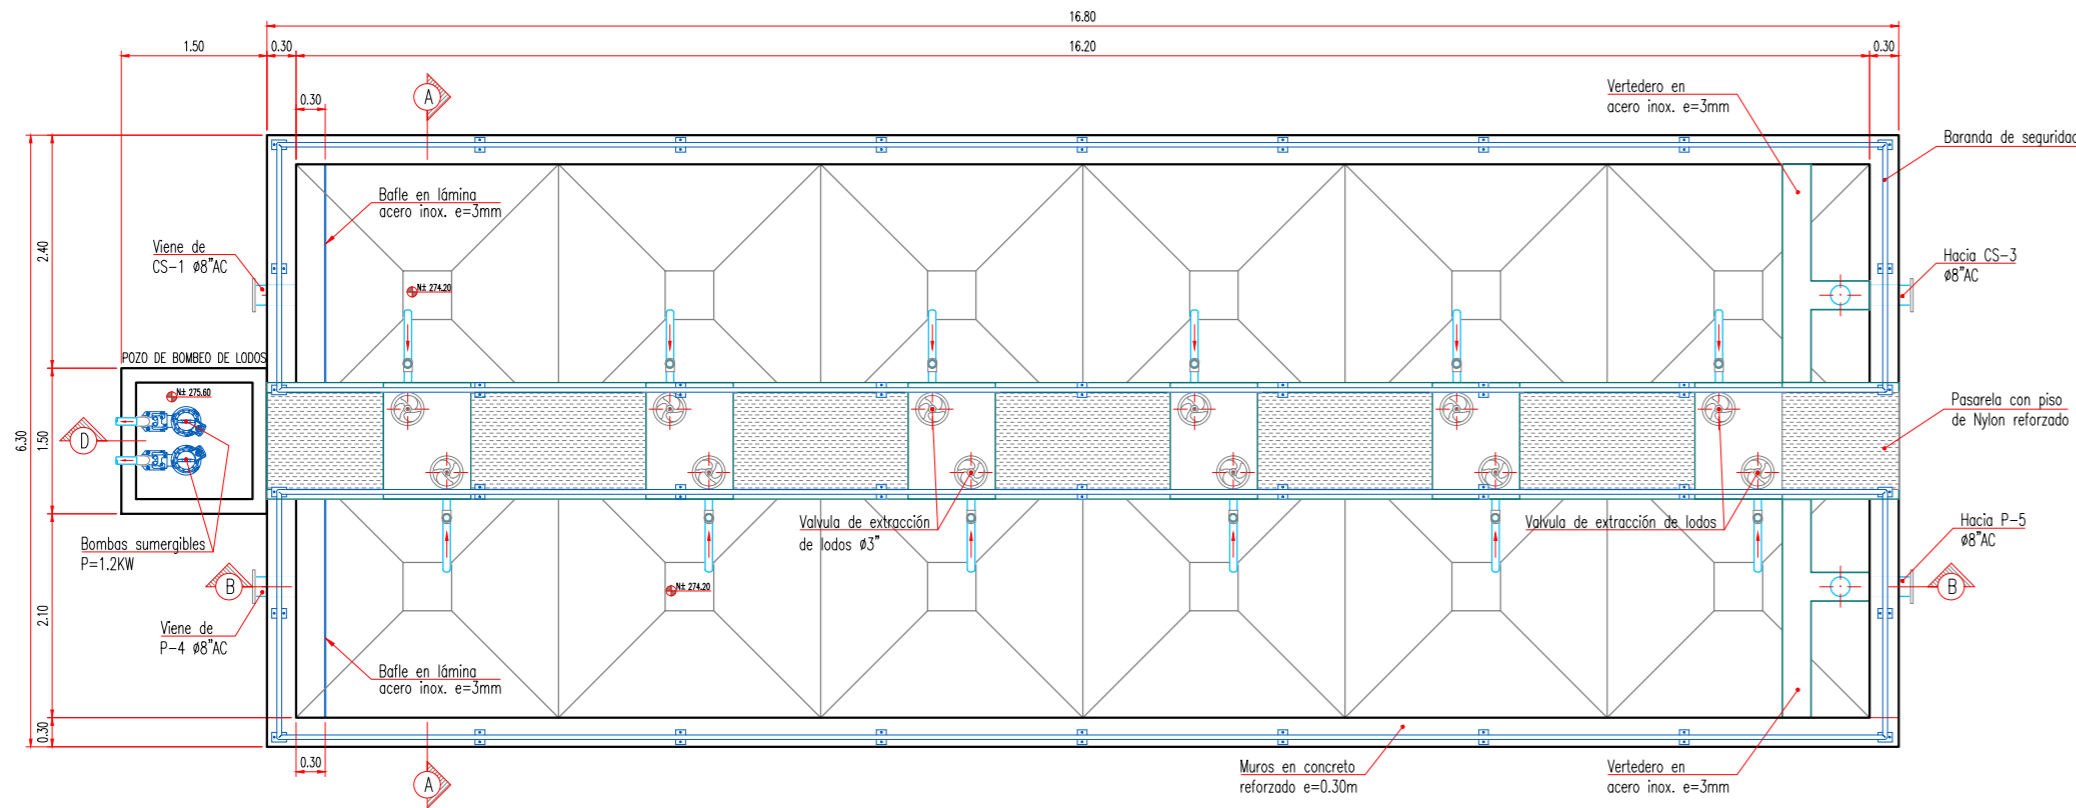 16.80
1.50
0.30
16.20
0.30
0.30
A
Vertedero en
acero inox. e=3mm
Baranda de seguridad
Bafle en lámina
acero inox. e=3mm
Viene de
CS-1 ø8"AC
2.40
Hacia CS-3
ø8"AC
N± 274.20
POZO DE BOMBEO DE LODOS
N± 275.60
Pasarela con piso
de Nylon reforzado
D
6.30
1.50
Valvula de extracción
de lodos ø3"
Valvula de extracción de lodos
Hacia P-5
ø8"AC
Bombas sumergibles
P=1.2KW
B
B
N± 274.20
2.10
Viene de
P-4 ø8"AC
Bafle en lámina
acero inox. e=3mm
0.30
0.30
A
Muros en concreto
reforzado e=0.30m
Vertedero en
acero inox. e=3mm